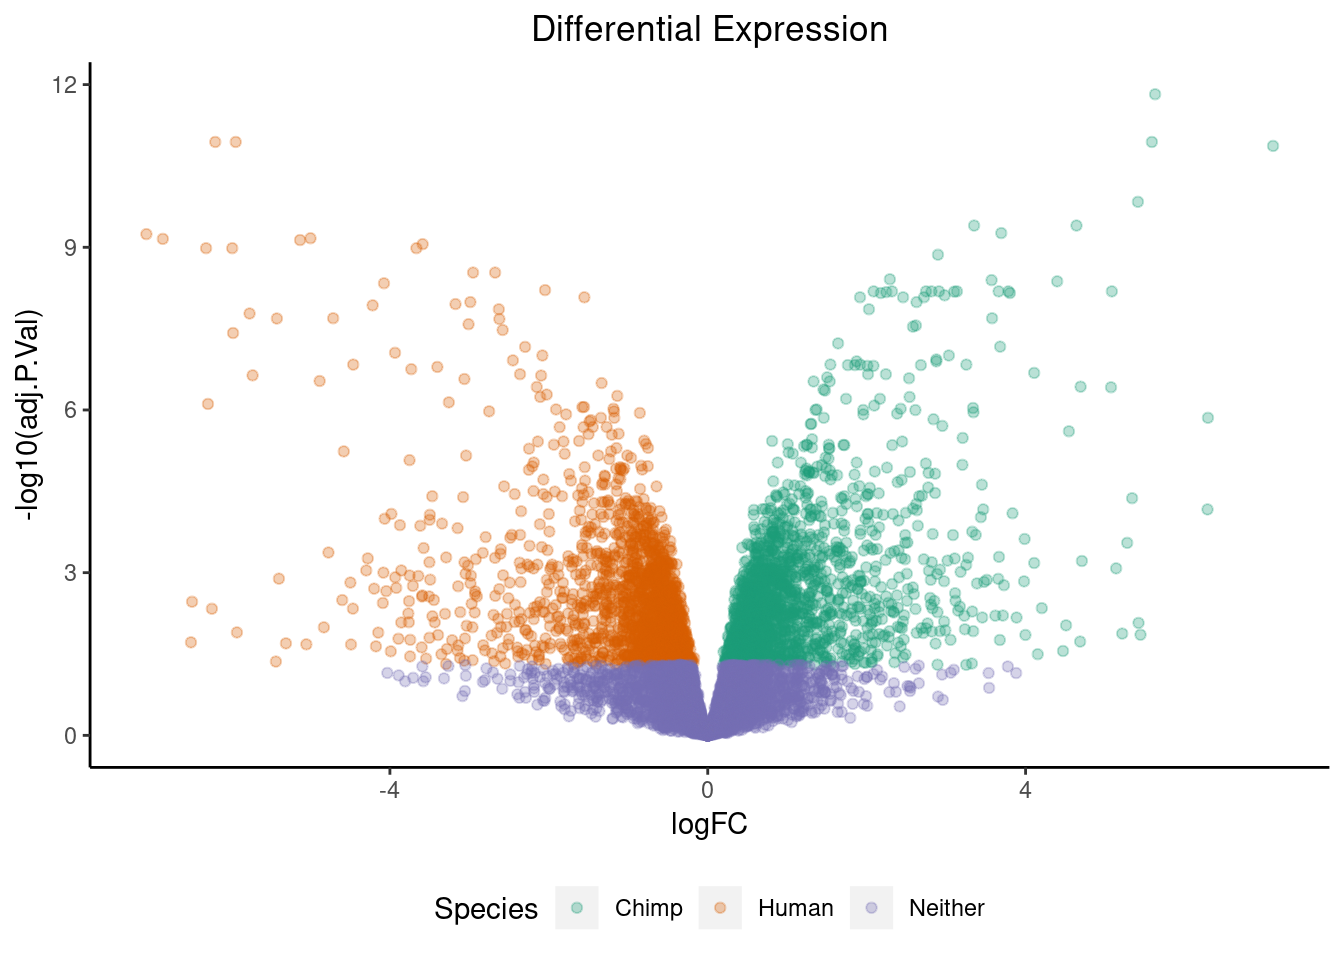 Differential Expression
12
9
6
3
0
-log10(adj.P.Val)
-4 0 4
logFC
Species Chimp Human Neither